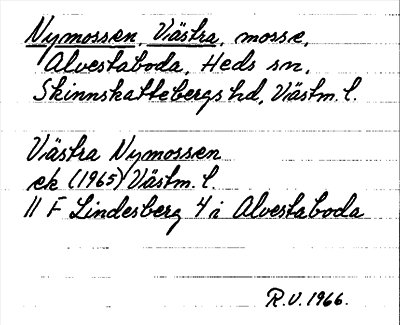 Nymossen, Västra, mosse,
Alvestaboda, Heds sn,
Skinnskattebergs hd, Västm. l.
Västra Nymossen
ek (1965) Västm. l.
11 F Lindesberg 4 i Alvestaboda
R.V. 1966.